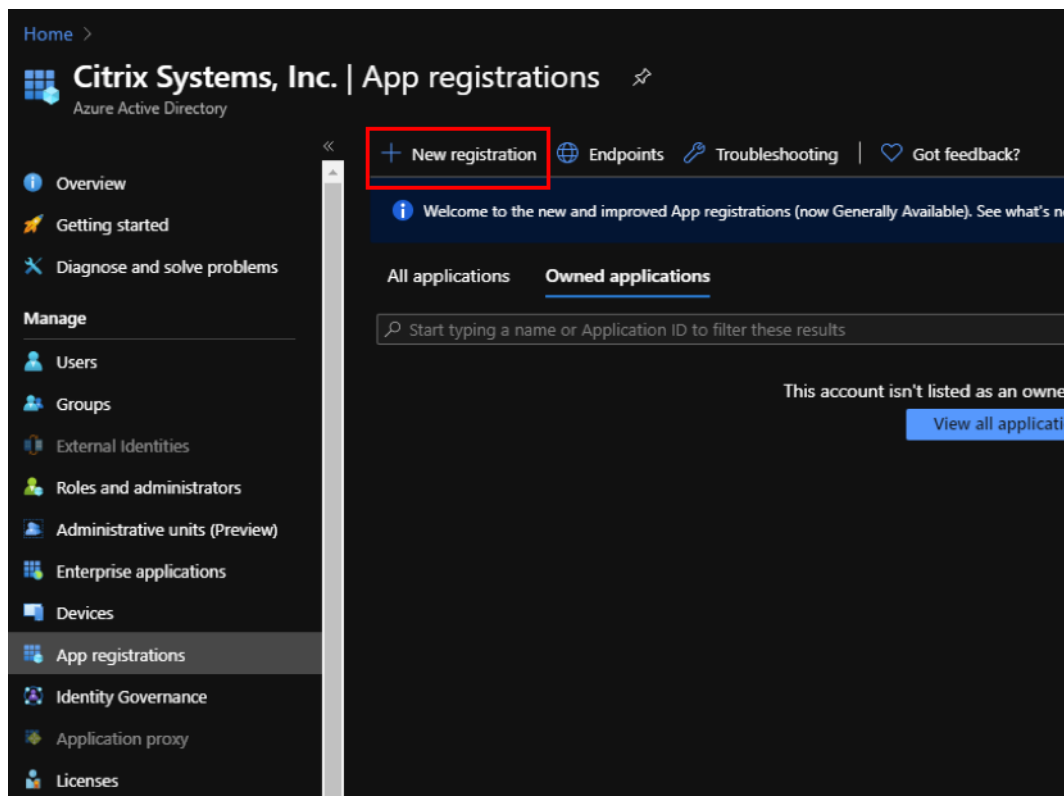 Home >
Citrix Systems, Inc. | App registrations
Azure Active Directory
«
Overview
Getting started
Diagnose and solve problems
Manage
Users
Groups
External Identities
Roles and administrators
Administrative units (Preview)
Enterprise applications
Devices
App registrations
Identity Governance
Application proxy
Licenses
+ New registration Endpoints Troubleshooting | Got feedback?
Welcome to the new and improved App registrations (now Generally Available). See what's
All applications Owned applications
Start typing a name or Application ID to filter these results
This account isn't listed as an
View all